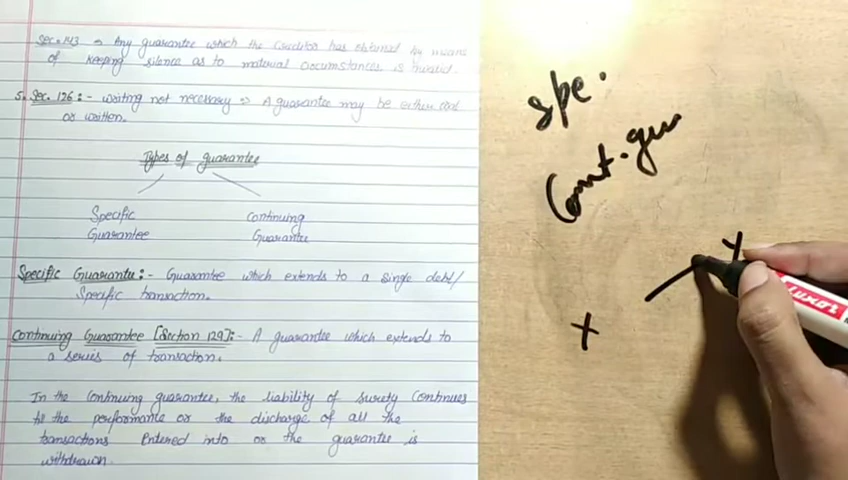 Sec. 143 → Any guarantee which the Creditor has obtained by means
of keeping silence as to material circumstances is invalid.
5. Sec. 126 :- writing not necessary ⇒ A guarantee may be either oral
or written.
Types of guarantee
Specific Continuing
Guarantee Guarantee
Specific Guarantee :- Guarantee which extends to a single debt/
Specific transaction.
Continuing Guarantee [Section 129] :- A guarantee which extends to
a series of transaction.
In the Continuing guarantee, the liability of surety Continues
till the performance or the discharge of all the
transactions Entered into or the guarantee is
withdrawn.
spe.
Cont. gua
X
Y